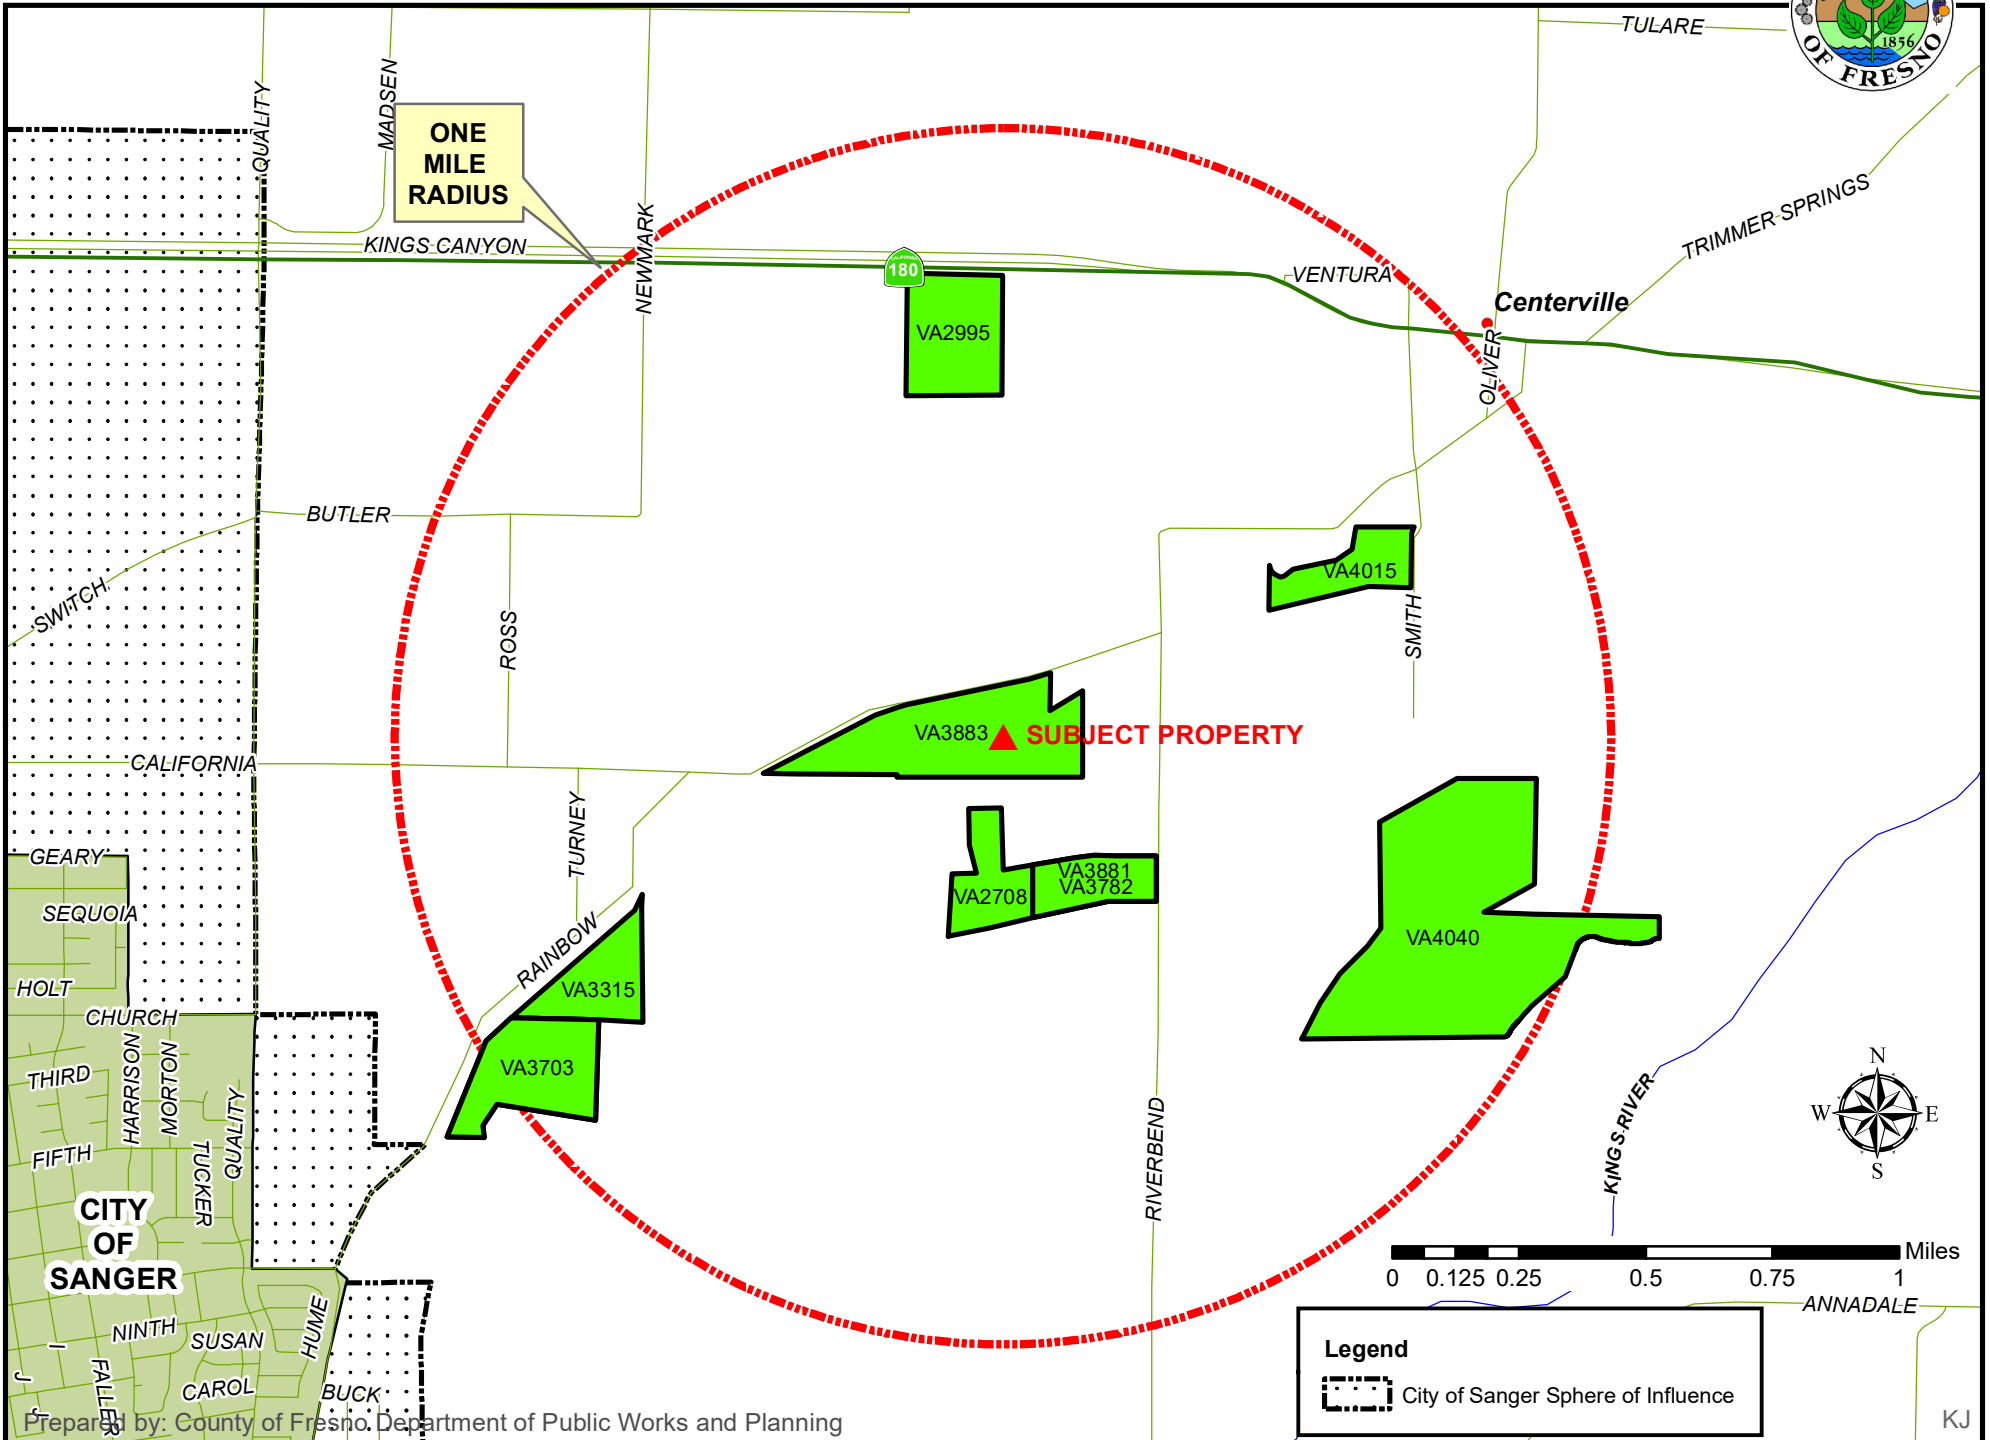 TULARE
1856
OF FRESNO
QUALITY
MADSEN
ONE
MILE
RADIUS
NEWMARK
TRIMMER SPRINGS
KINGS CANYON
CALIFORNIA
180
VENTURA
Centerville
VA2995
OLIVER
BUTLER
SWITCH
ROSS
VA4015
SMITH
VA3883
SUBJECT PROPERTY
CALIFORNIA
TURNEY
GEARY
VA3881
VA3782
VA2708
SEQUOIA
RAINBOW
VA4040
HOLT
VA3315
CHURCH
HARRISON
MORTON
THIRD
VA3703
QUALITY
KINGS RIVER
N
W
E
S
RIVERBEND
FIFTH
TUCKER
CITY
OF
SANGER
Miles
0 0.125 0.25 0.5 0.75 1
ANNADALE
NINTH
SUSAN
HUME
I
J
J
FALLER
CAROL
BUCK
Legend
City of Sanger Sphere of Influence
Prepared by: County of Fresno Department of Public Works and Planning
KJ